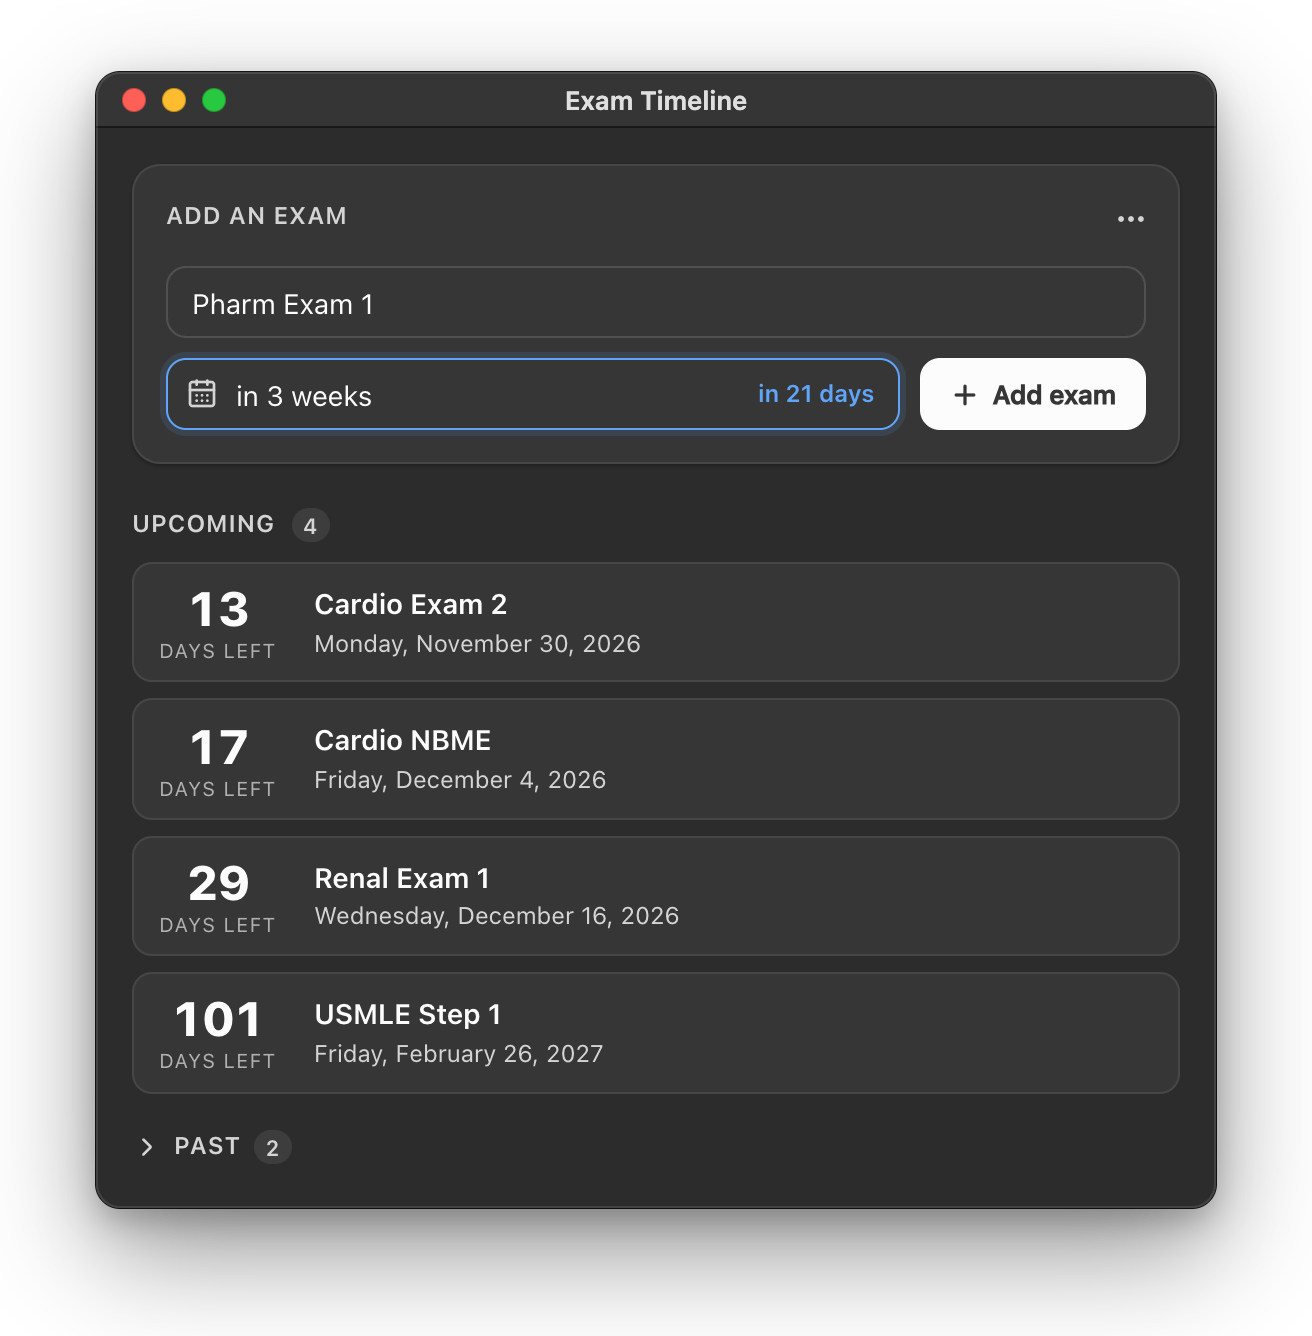 Exam Timeline
ADD AN EXAM
Pharm Exam 1
in 3 weeks
in 21 days
+ Add exam
UPCOMING 4
13
DAYS LEFT
Cardio Exam 2
Monday, November 30, 2026
17
DAYS LEFT
Cardio NBME
Friday, December 4, 2026
29
DAYS LEFT
Renal Exam 1
Wednesday, December 16, 2026
101
DAYS LEFT
USMLE Step 1
Friday, February 26, 2027
PAST 2